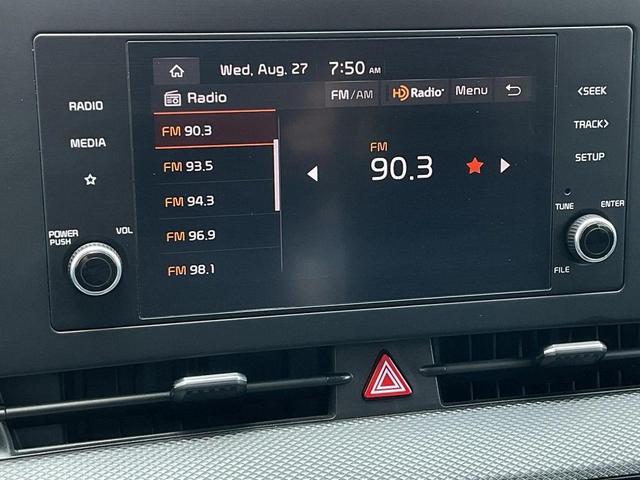 Wed, Aug. 27 7:50 AM
Radio FM/AM HD Radio Menu
FM 90.3
FM 93.5
FM 94.3
FM 96.9
FM 98.1
FM
90.3
RADIO
MEDIA
POWER
PUSH
VOL
<SEEK
TRACK>
SETUP
TUNE
ENTER
FILE